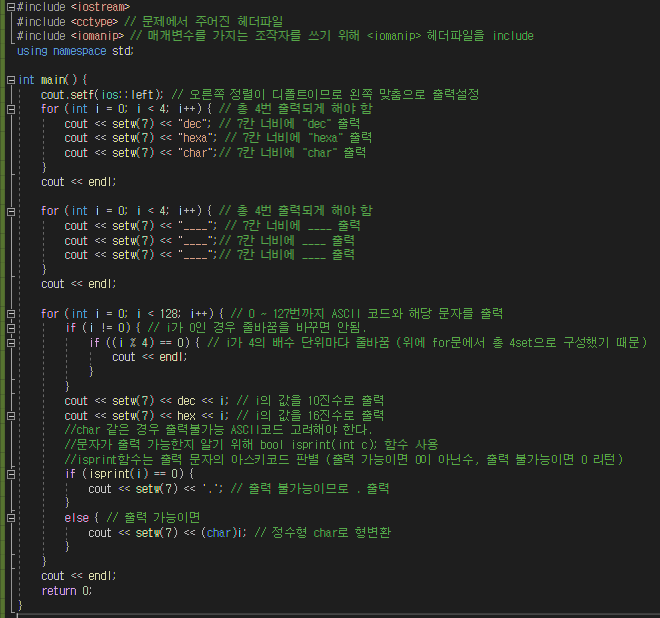 #include <iostream>
#include <cctype> // 문제에서 주어진 헤더파일
#include <iomanip> // 매개변수를 가지는 조작자를 쓰기 위해 <iomanip> 헤더파일을 include
using namespace std;
int main() {
cout.setf(ios::left); // 오른쪽 정렬이 디폴트이므로 왼쪽 맞춤으로 출력설정
for (int i = 0; i < 4; i++) { // 총 4번 출력되게 해야 함
cout << setw(7) << "dec"; // 7칸 너비에 "dec" 출력
cout << setw(7) << "hexa"; // 7칸 너비에 "hexa" 출력
cout << setw(7) << "char";// 7칸 너비에 "char" 출력
}
cout << endl;
for (int i = 0; i < 4; i++) { // 총 4번 출력되게 해야 함
cout << setw(7) << "____"; // 7칸 너비에 ____ 출력
cout << setw(7) << "____";// 7칸 너비에 ____ 출력
cout << setw(7) << "____";// 7칸 너비에 ____ 출력
}
cout << endl;
for (int i = 0; i < 128; i++) { // 0 ~ 127번까지 ASCII 코드와 해당 문자를 출력
if (i != 0) { // i가 0인 경우 줄바꿈을 바꾸면 안됨.
if ((i % 4) == 0) { // i가 4의 배수 단위마다 줄바꿈 (위에 for문에서 총 4set으로 구성했기 때문)
cout << endl;
}
}
cout << setw(7) << dec << i; // i의 값을 10진수로 출력
cout << setw(7) << hex << i; // i의 값을 16진수로 출력
//char 같은 경우 출력불가능 ASCII코드 고려해야 한다.
//문자가 출력 가능한지 알기 위해 bool isprint(int c); 함수 사용
//isprint함수는 출력 문자의 아스키코드 판별 (출력 가능이면 0이 아닌수, 출력 불가능이면 0 리턴)
if (isprint(i) == 0) {
cout << setw(7) << '.'; // 출력 불가능이므로 . 출력
}
else { // 출력 가능이면
cout << setw(7) << (char)i; // 정수형 char로 형변환
}
}
cout << endl;
return 0;
}